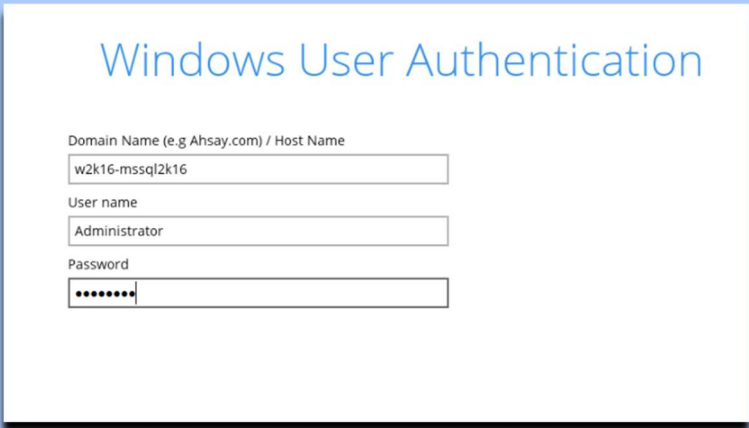 Windows User Authentication
Domain Name (e.g Ahsay.com) / Host Name
w2k16-mssql2k16
User name
Administrator
Password
••••••••